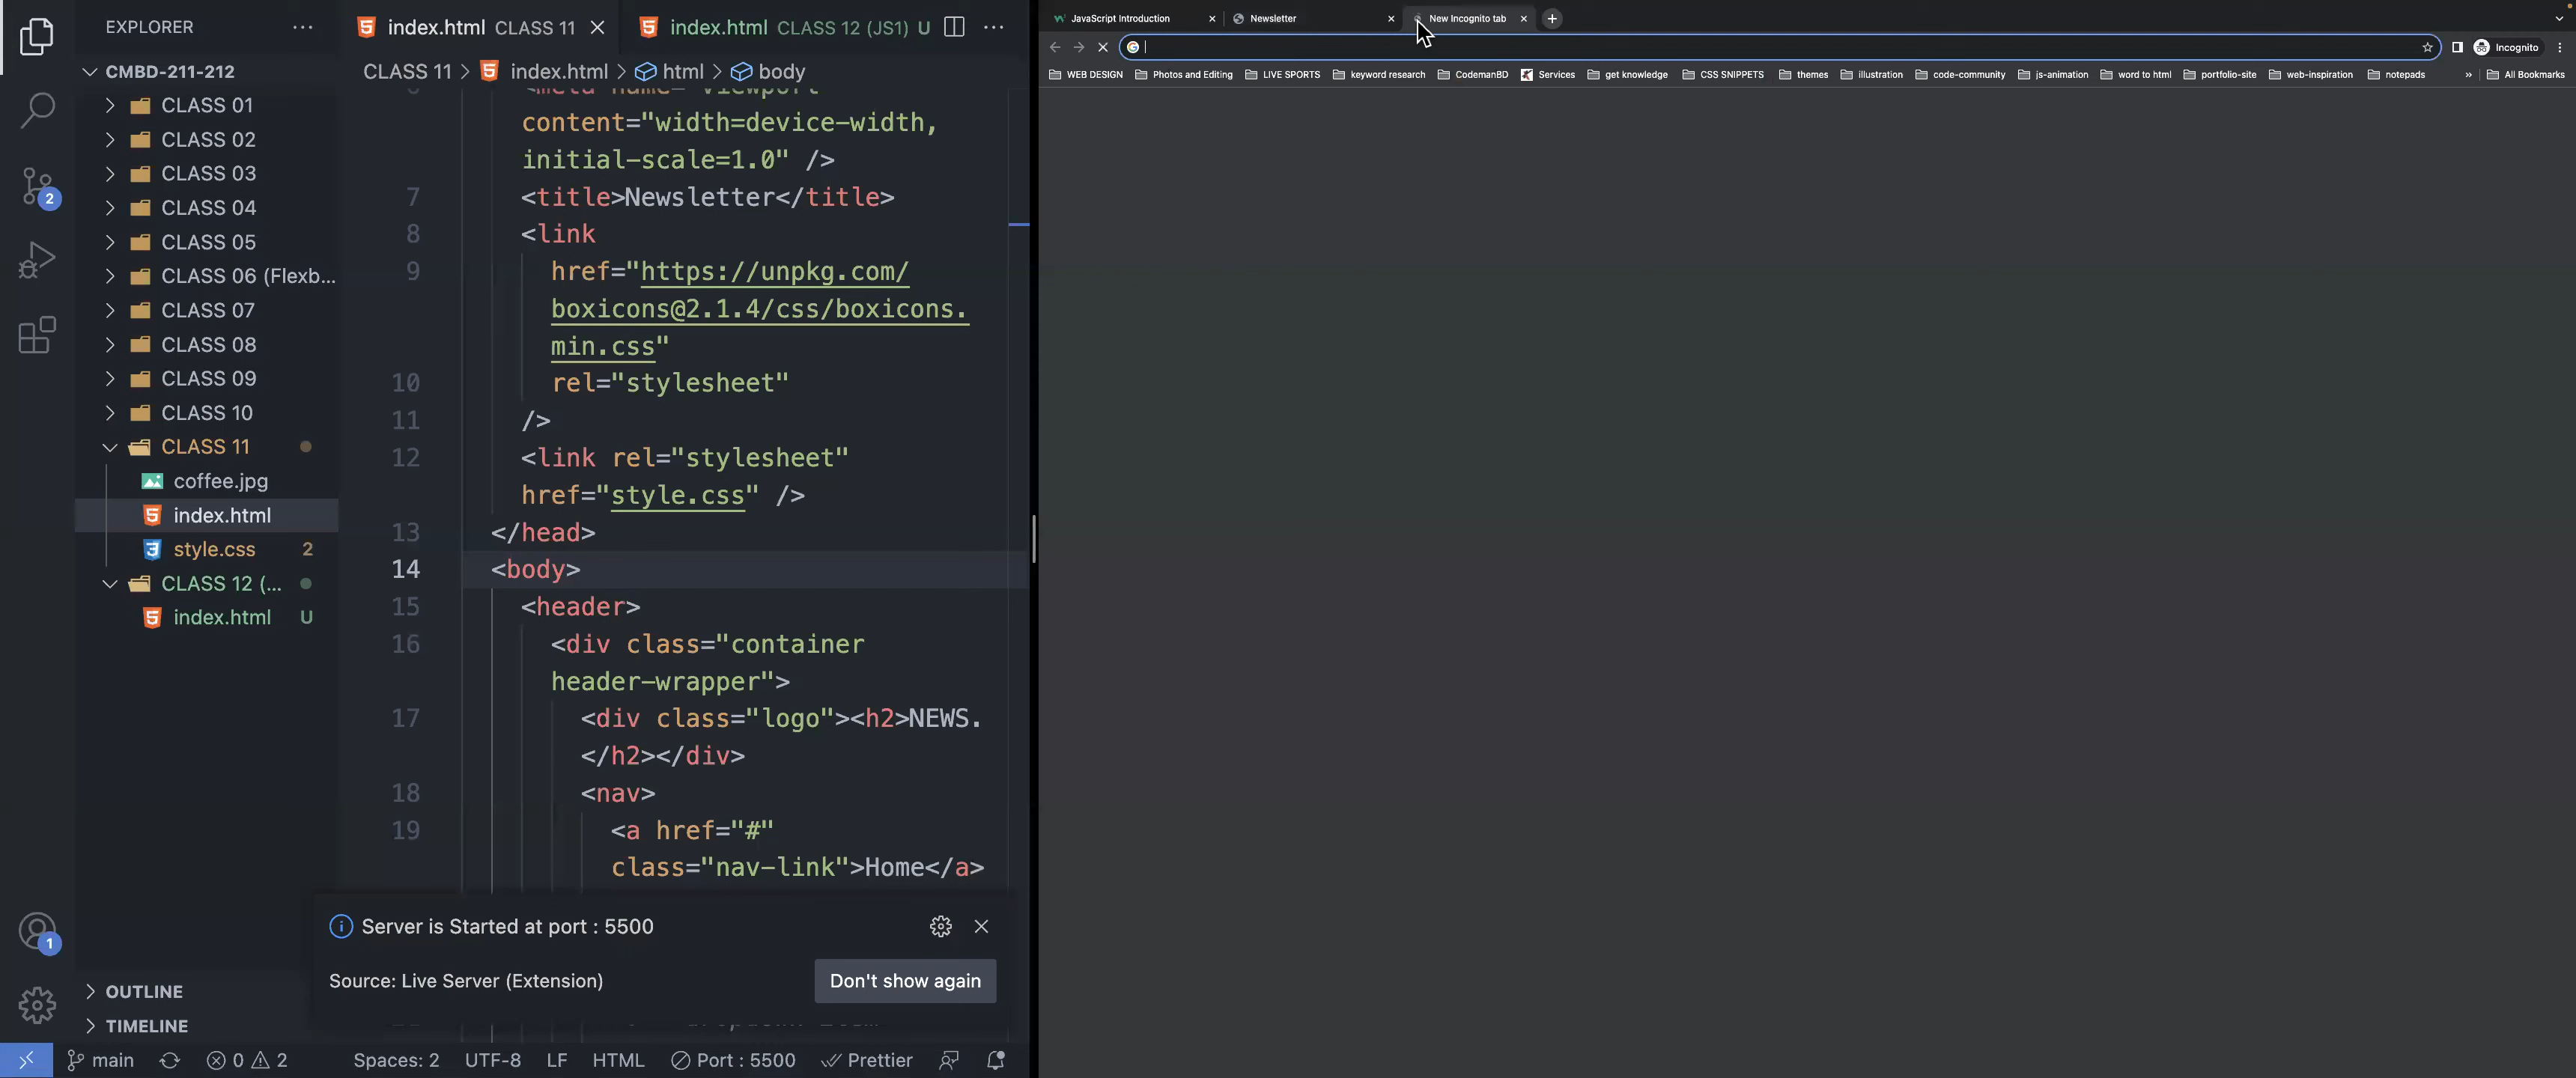 EXPLORER
CMBD-211-212
CLASS 01
CLASS 02
CLASS 03
CLASS 04
CLASS 05
CLASS 06 (Flexb...
CLASS 07
CLASS 08
CLASS 09
CLASS 10
CLASS 11
coffee.jpg
index.html
style.css 2
CLASS 12 (...
index.html U
OUTLINE
TIMELINE
2
1
index.html CLASS 11
index.html CLASS 12 (JS1) U
CLASS 11 > index.html > html > body
<meta name="viewport"
content="width=device-width,
initial-scale=1.0" />
7 <title>Newsletter</title>
8 <link
9 href="https://unpkg.com/
boxicons@2.1.4/css/boxicons.
min.css"
10 rel="stylesheet"
11 />
12 <link rel="stylesheet"
href="style.css" />
13 </head>
14 <body>
15 <header>
16 <div class="container
header-wrapper">
17 <div class="logo"><h2>NEWS.
</h2></div>
18 <nav>
19 <a href="#"
class="nav-link">Home</a>
Server is Started at port : 5500
Source: Live Server (Extension)
Don't show again
main 0 2 Spaces: 2 UTF-8 LF HTML Port : 5500 Prettier
JavaScript Introduction
Newsletter
New Incognito tab
Incognito
WEB DESIGN Photos and Editing LIVE SPORTS keyword research CodemanBD Services get knowledge CSS SNIPPETS themes illustration code-community js-animation word to html portfolio-site web-inspiration notepads » All Bookmarks